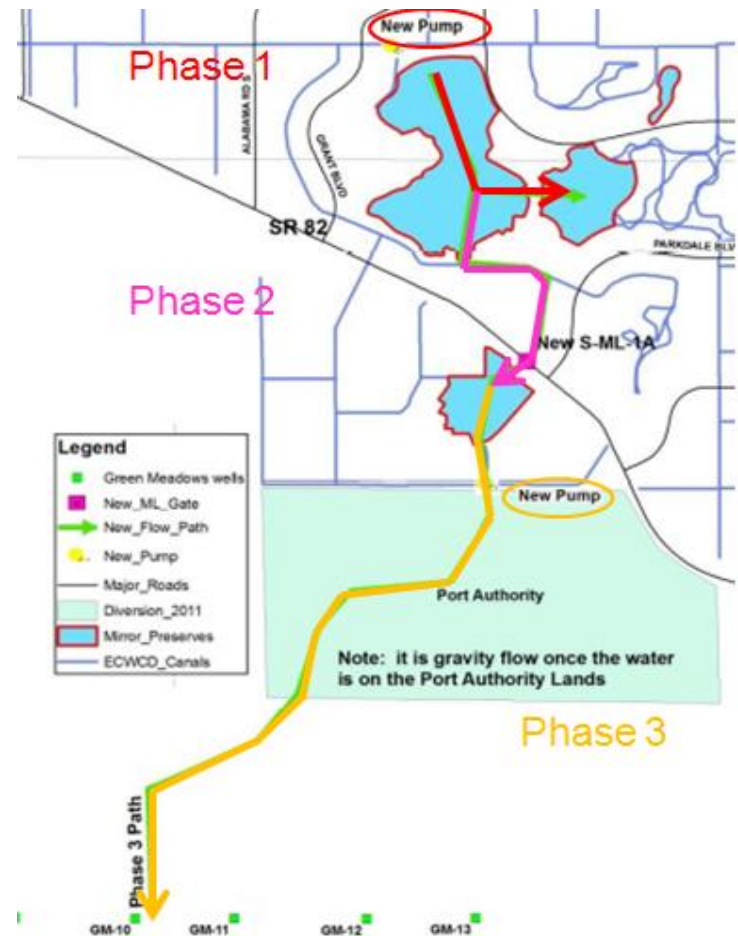 New Pump
Phase 1
ALABAMA RD S
GRANT BLVD
SR 82
PARKDALE BLV
Phase 2
New S-ML-1A
Legend
Green Meadows wells
New_ML_Gate
New_Flow_Path
New_Pump
Major_Roads
Diversion_2011
Mirror_Preserves
ECWCD_Canals
New Pump
Port Authority
Note: it is gravity flow once the water
is on the Port Authority Lands
Phase 3
Phase 3 Path
GM-10
GM-11
GM-12
GM-13